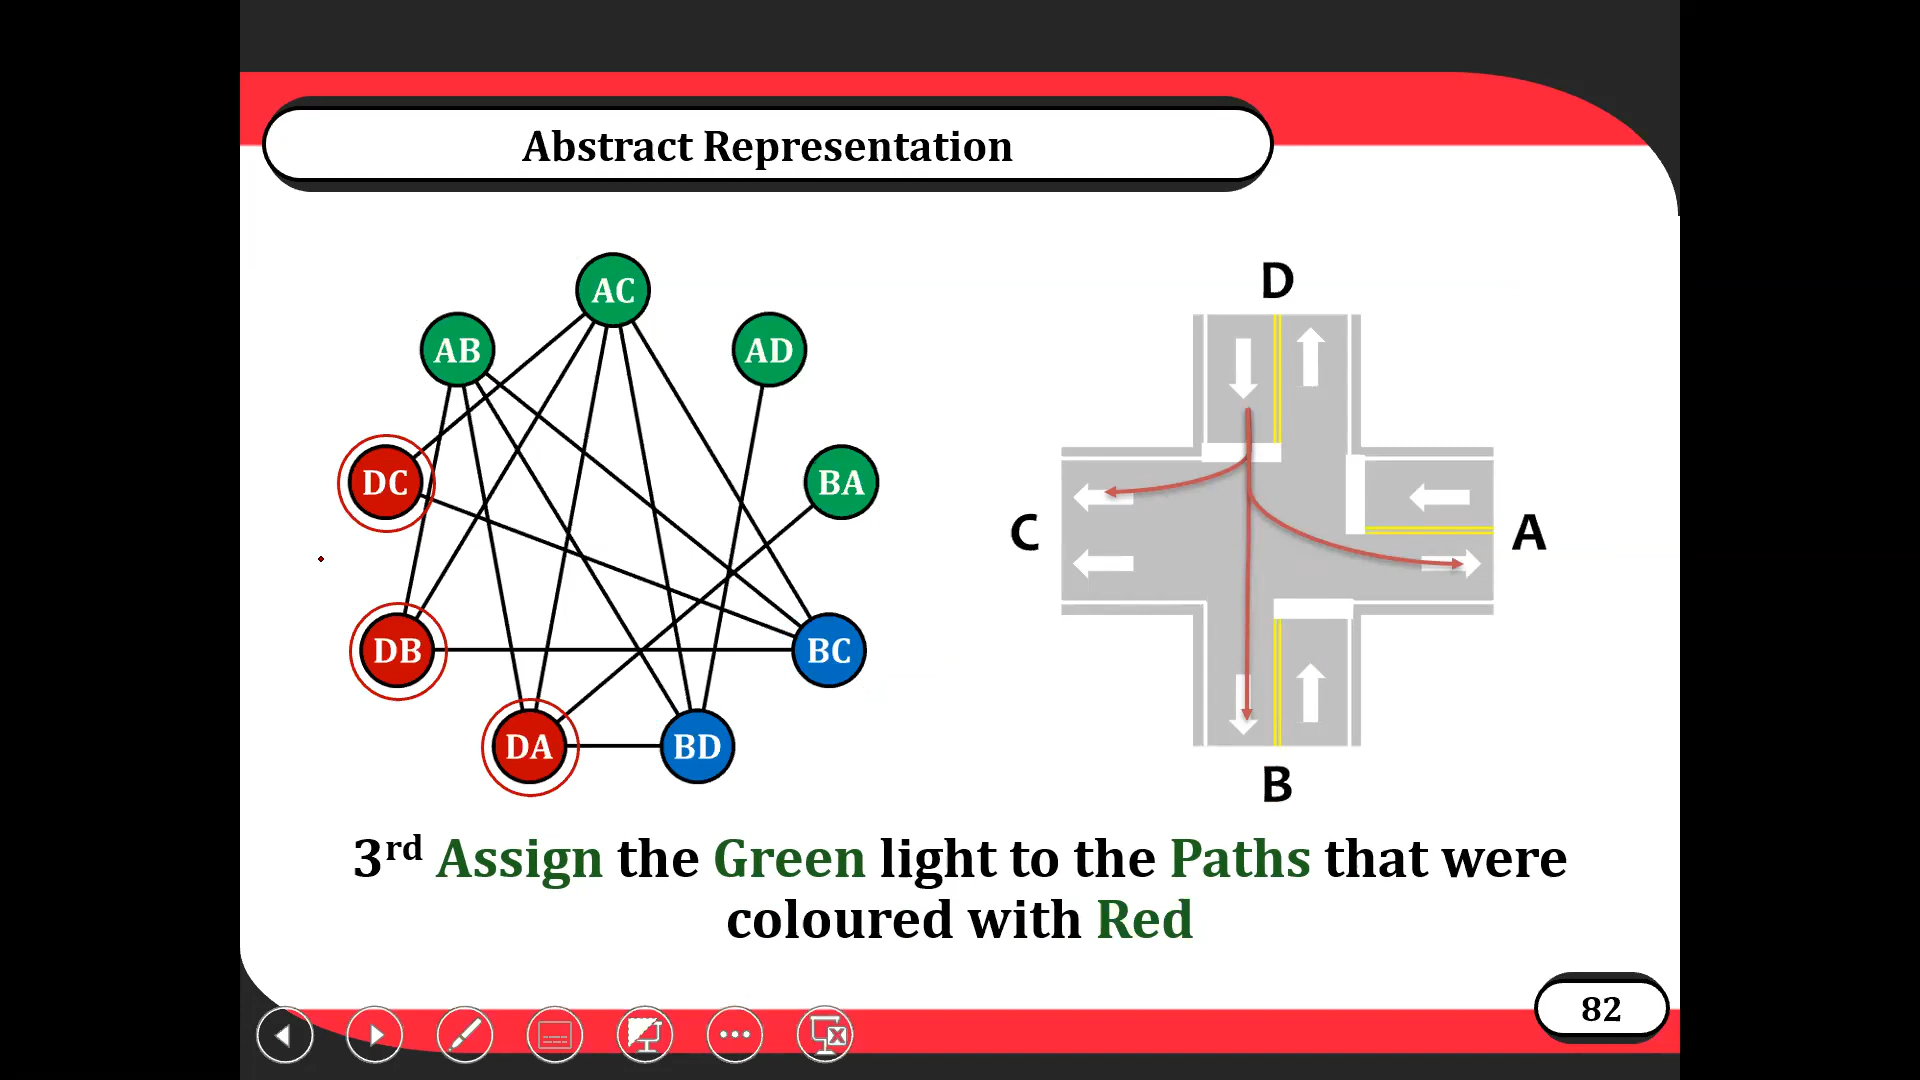 Abstract Representation
AC
AB
AD
DC
BA
DB
BC
DA
BD
D
C
A
B
3rd Assign the Green light to the Paths that were
coloured with Red
82